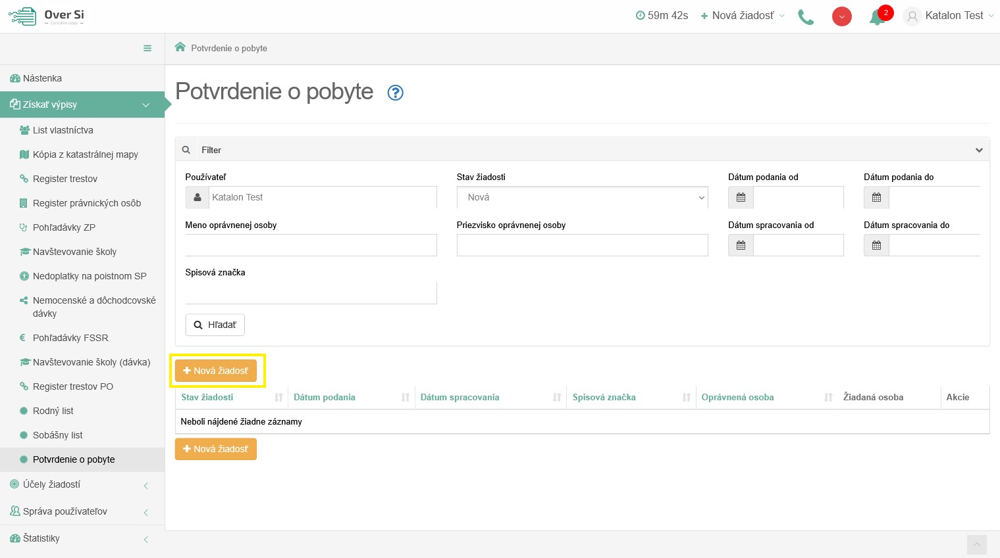 Over Si
Centrálne údaje
59m 42s
Nová žiadosť
2
Katalon Test
Potvrdenie o pobyte
Nástenka
Získať výpisy
List vlastníctva
Kópia z katastrálnej mapy
Register trestov
Register právnických osôb
Pohľadávky ZP
Navštevovanie školy
Nedoplatky na poistnom SP
Nemocenské a dôchodcovské
dávky
Pohľadávky FSSR
Navštevovanie školy (dávka)
Register trestov PO
Rodný list
Sobášny list
Potvrdenie o pobyte
Účely žiadostí
Správa používateľov
Štatistiky
Potvrdenie o pobyte
Filter
Používateľ
Katalon Test
Stav žiadosti
Nová
Dátum podania od
Dátum podania do
Meno oprávnenej osoby
Priezvisko oprávnenej osoby
Dátum spracovania od
Dátum spracovania do
Spisová značka
Hľadať
Nová žiadosť
Stav žiadosti Dátum podania Dátum spracovania Spisová značka Oprávnená osoba Žiadaná osoba Akcie
Neboli nájdené žiadne záznamy
Nová žiadosť